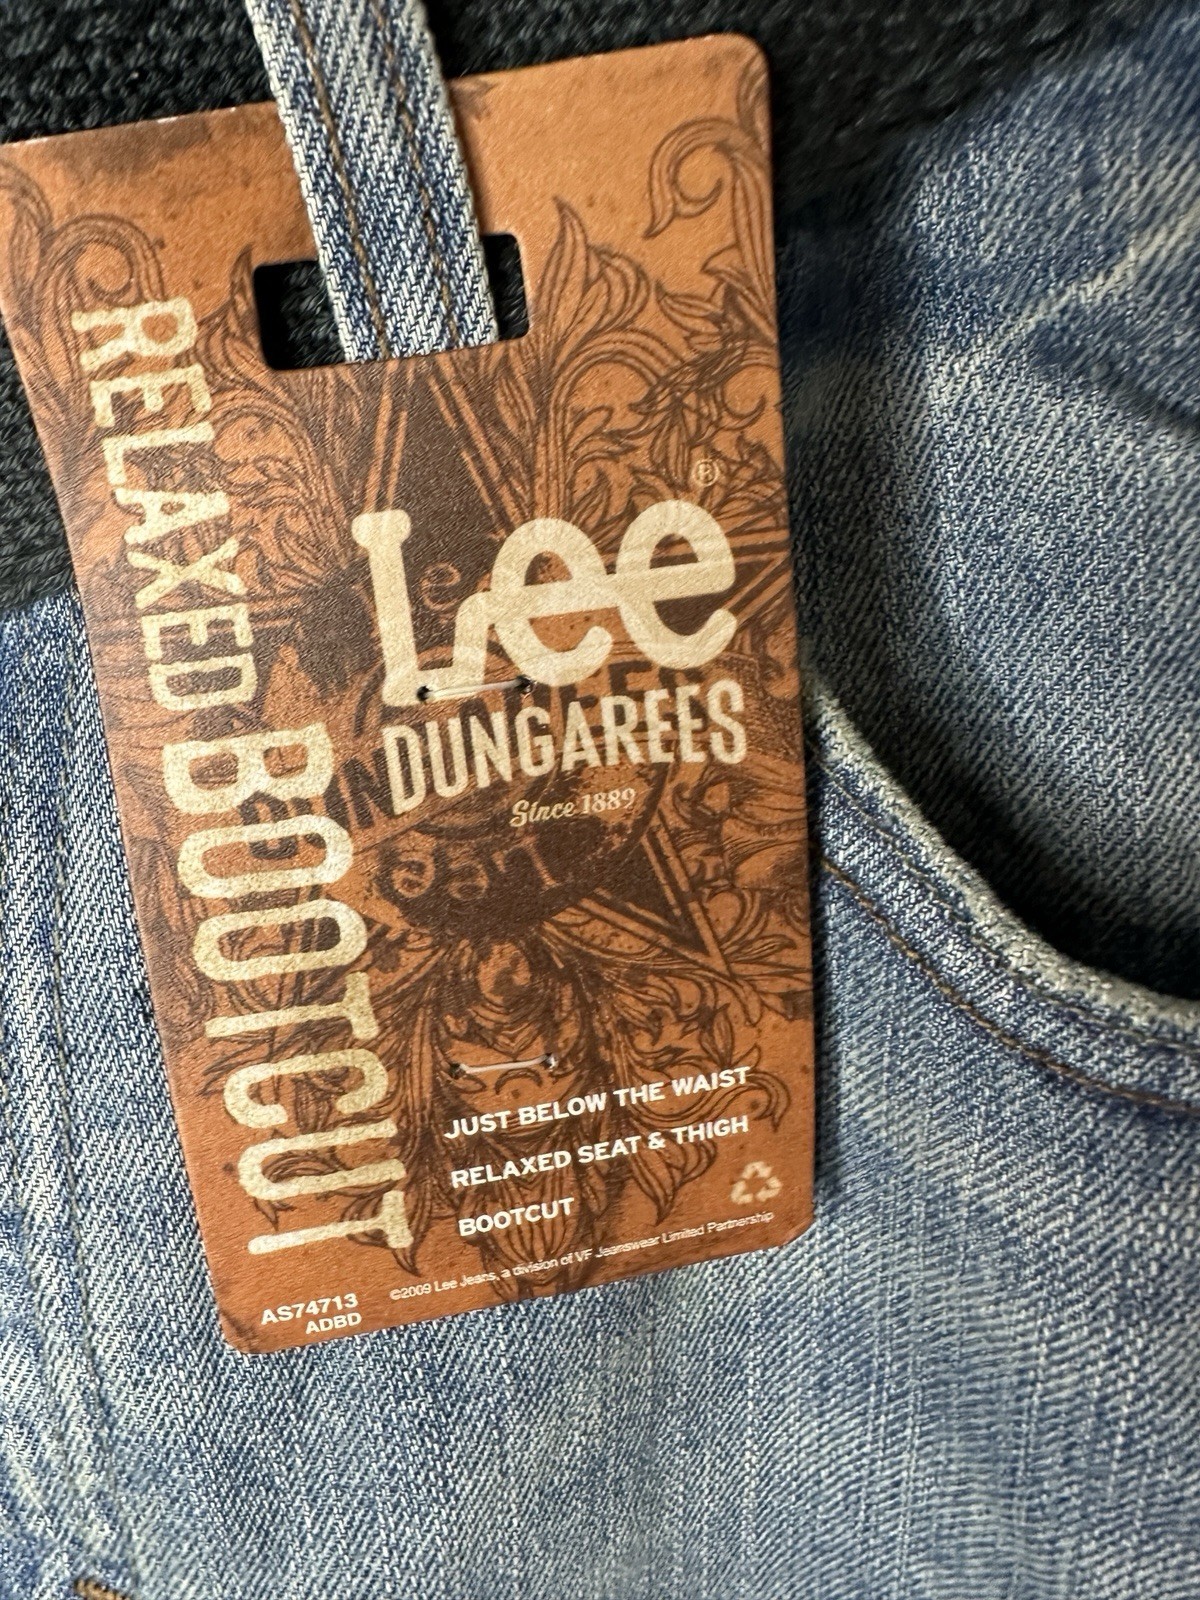 RELAXED BOOTCUT
Lee®
DUNGAREES
Since 1889
JUST BELOW THE WAIST
RELAXED SEAT & THIGH
BOOTCUT
©2009 Lee Jeans, a division of VF Jeanswear Limited Partnership
AS74713
ADBD